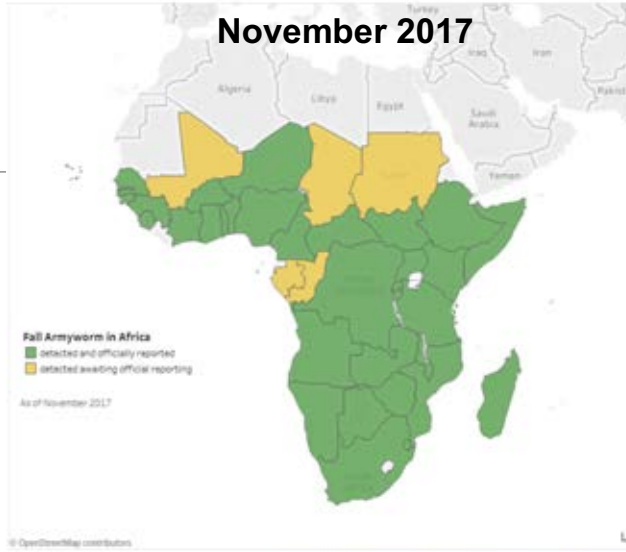 November 2017
Turkey
Iraq
Iran
Algeria
Libya
Egypt
Pakist
Saudi
Arabia
Yemen
Fall Armyworm in Africa
detected and officially reported
detected awaiting official reporting
As of November 2017
© OpenStreetMap contributors